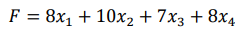 F = 8x₁ + 10x₂ + 7x₃ + 8x₄